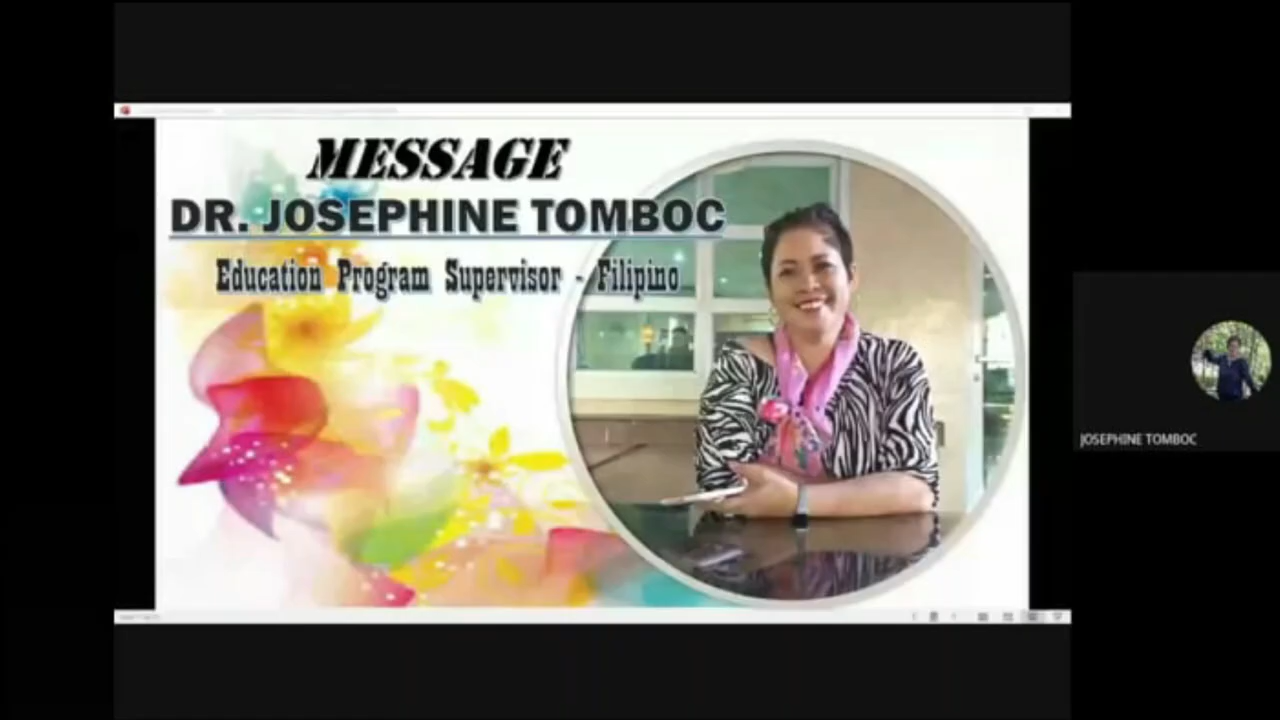 MESSAGE
DR. JOSEPHINE TOMBOC
Education Program Supervisor - Filipino
JOSEPHINE TOMBOC